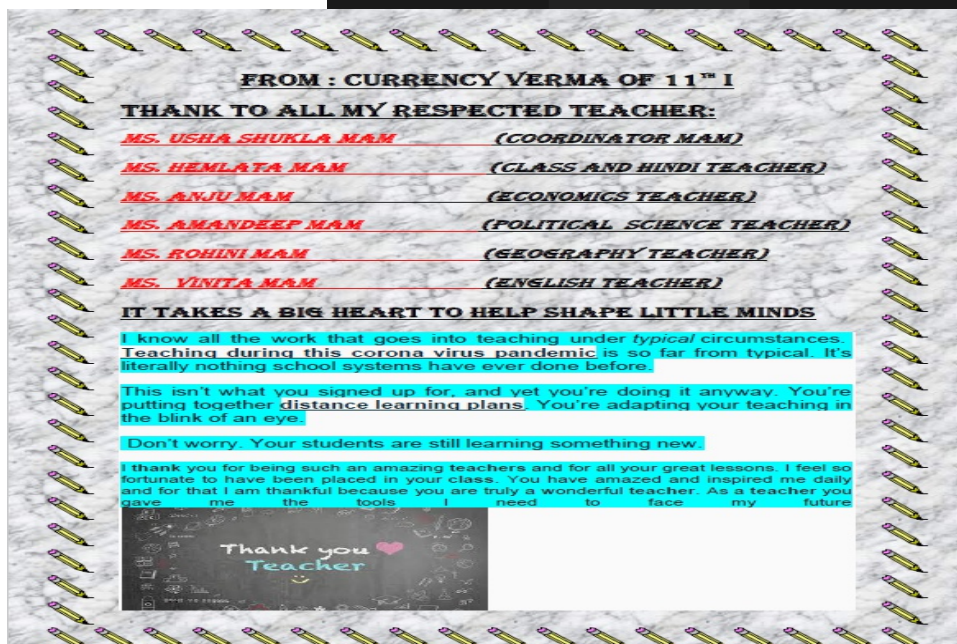 FROM : CURRENCY VERMA OF 11TH I
THANK TO ALL MY RESPECTED TEACHER:
MS. USHA SHUKLA MAM (COORDINATOR MAM)
MS. HEMLATA MAM (CLASS AND HINDI TEACHER)
MS. ANJU MAM (ECONOMICS TEACHER)
MS. AMANDEEP MAM (POLITICAL SCIENCE TEACHER)
MS. ROHINI MAM (GEOGRAPHY TEACHER)
MS. VINITA MAM (ENGLISH TEACHER)
IT TAKES A BIG HEART TO HELP SHAPE LITTLE MINDS
I know all the work that goes into teaching under typical circumstances.
Teaching during this corona virus pandemic is so far from typical. It's
literally nothing school systems have ever done before.
This isn't what you signed up for, and yet you're doing it anyway. You're
putting together distance learning plans. You're adapting your teaching in
the blink of an eye.
Don't worry. Your students are still learning something new.
I thank you for being such an amazing teachers and for all your great lessons. I feel so
fortunate to have been placed in your class. You have amazed and inspired me daily
and for that I am thankful because you are truly a wonderful teacher. As a teacher you
gave me the tools I need to face my future
Thank you
Teacher